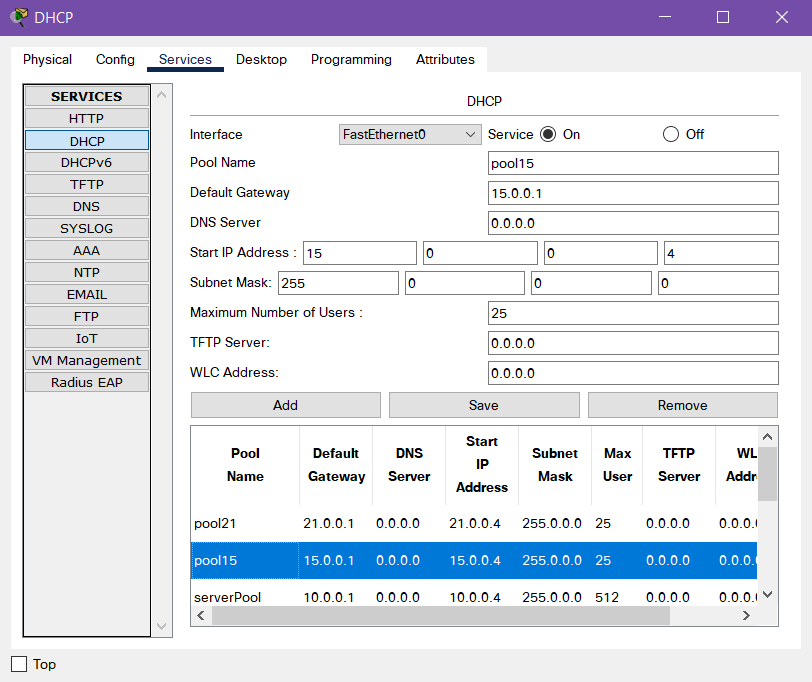 DHCP
Physical Config Services Desktop Programming Attributes
SERVICES
HTTP
DHCP
DHCPv6
TFTP
DNS
SYSLOG
AAA
NTP
EMAIL
FTP
IoT
VM Management
Radius EAP
DHCP
Interface FastEthernet0 Service On Off
Pool Name pool15
Default Gateway 15.0.0.1
DNS Server 0.0.0.0
Start IP Address : 15 0 0 4
Subnet Mask: 255 0 0 0
Maximum Number of Users : 25
TFTP Server: 0.0.0.0
WLC Address: 0.0.0.0
Add Save Remove
Pool Name Default Gateway DNS Server Start IP Address Subnet Mask Max User TFTP Server WL Addr
pool21 21.0.0.1 0.0.0.0 21.0.0.4 255.0.0.0 25 0.0.0.0 0.0.0.
pool15 15.0.0.1 0.0.0.0 15.0.0.4 255.0.0.0 25 0.0.0.0 0.0.0.
serverPool 10.0.0.1 0.0.0.0 10.0.0.4 255.0.0.0 512 0.0.0.0 0.0.0.
Top